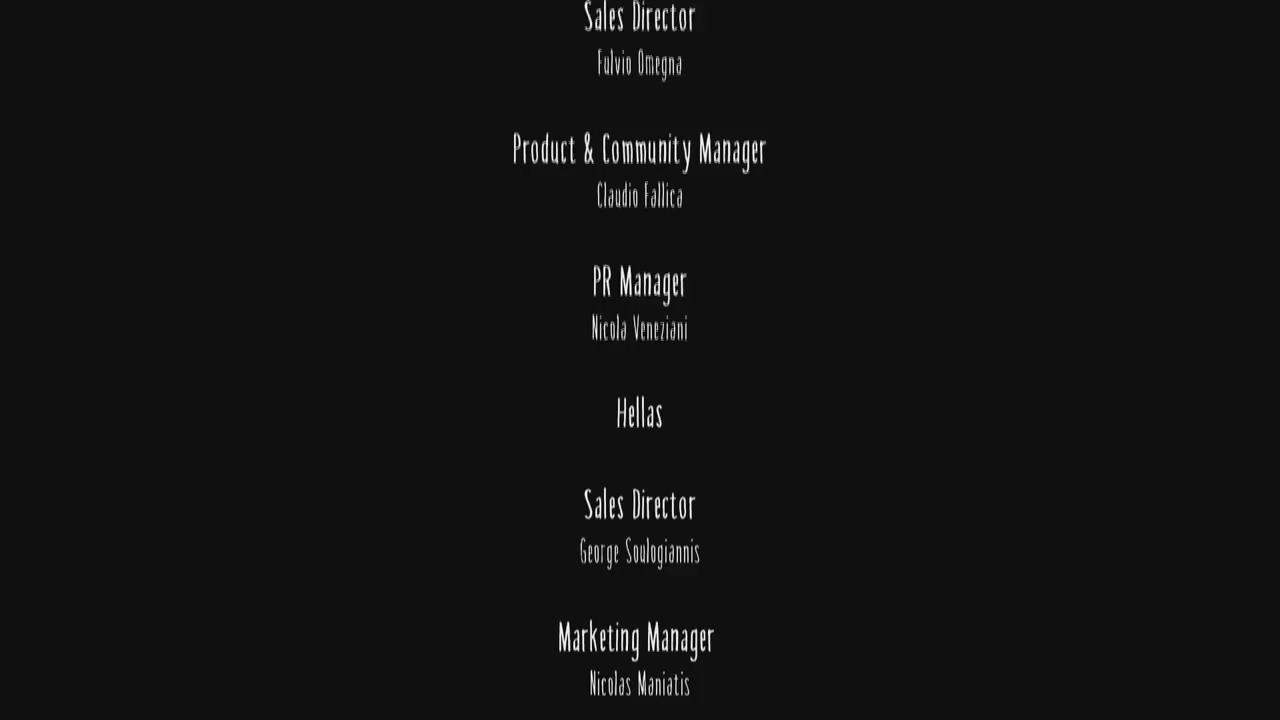 Sales Director
Fulvio Omegna
Product & Community Manager
Claudio Fallica
PR Manager
Nicola Veneziani
Hellas
Sales Director
George Soulogiannis
Marketing Manager
Nicolas Maniatis